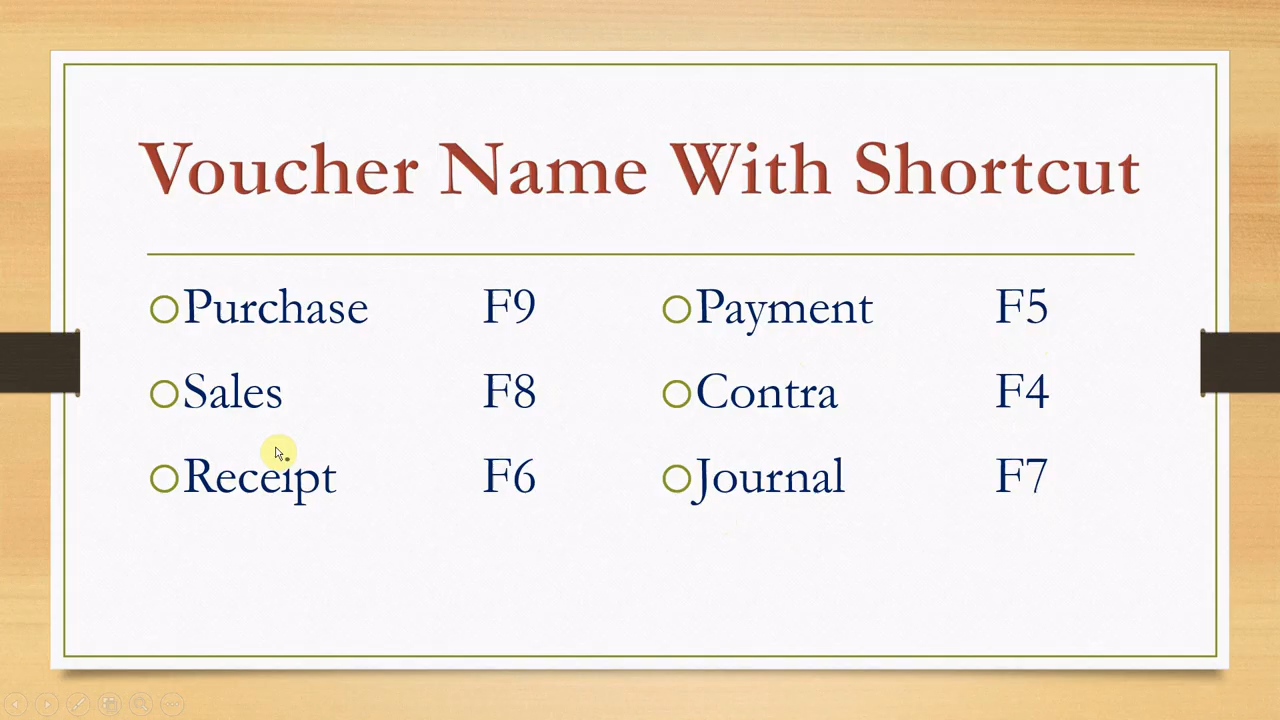 Voucher Name With Shortcut
Purchase F9
Sales F8
Receipt F6
Payment F5
Contra F4
Journal F7